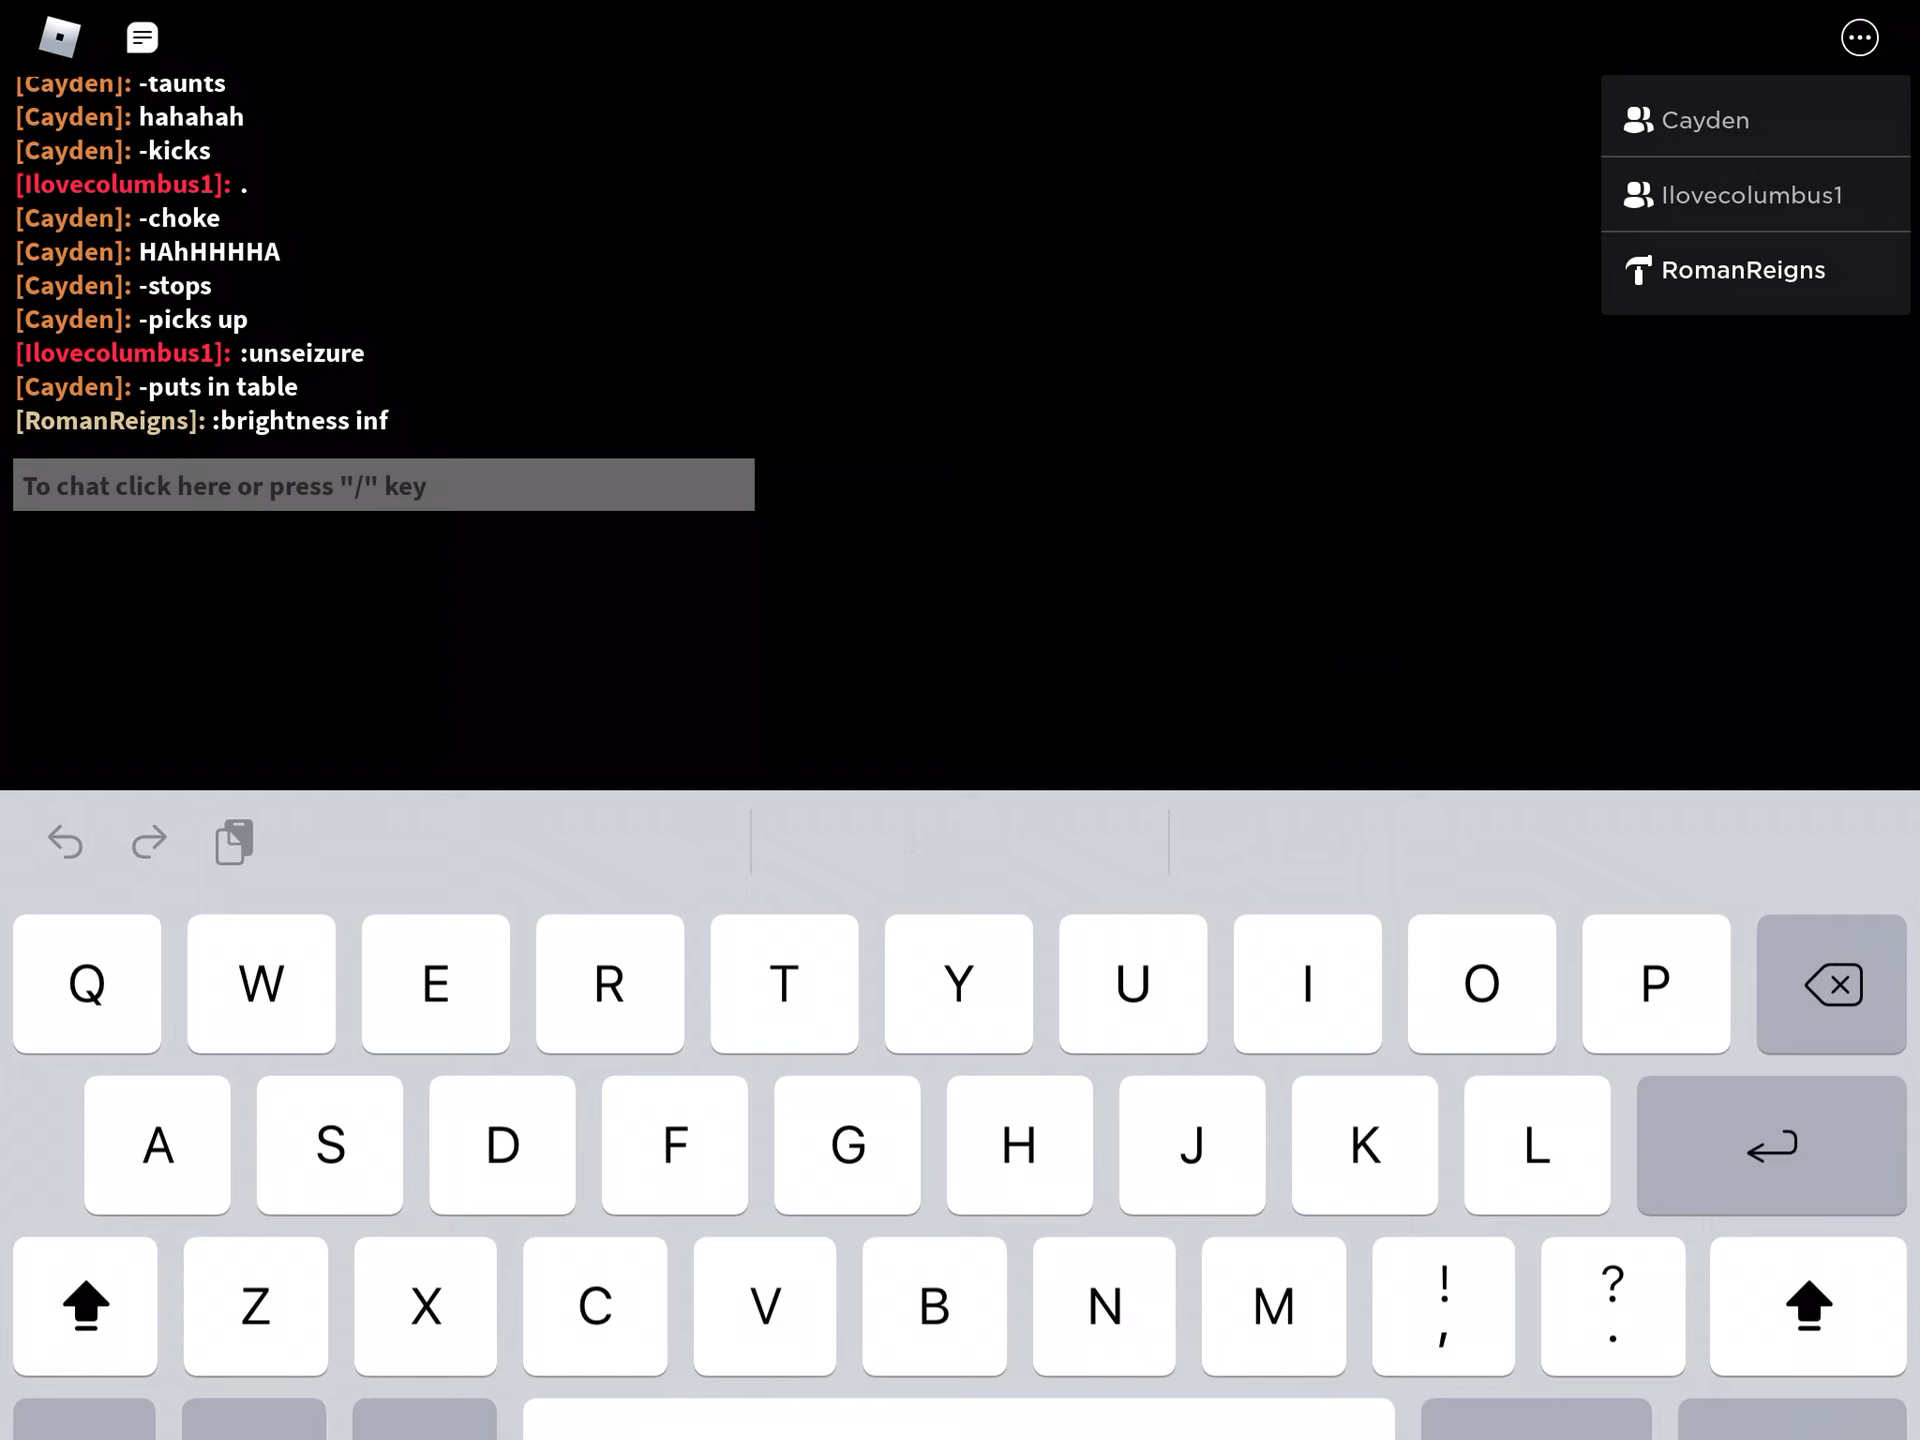 [Cayden]: -taunts
[Cayden]: hahahah
[Cayden]: -kicks
[Ilovecolumbus1]: .
[Cayden]: -choke
[Cayden]: HAhHHHHA
[Cayden]: -stops
[Cayden]: -picks up
[Ilovecolumbus1]: :unseizure
[Cayden]: -puts in table
[RomanReigns]: :brightness inf
To chat click here or press "/" key
Cayden
Ilovecolumbus1
RomanReigns
Q W E R T Y U I O P
A S D F G H J K L
Z X C V B N M ! , ? .